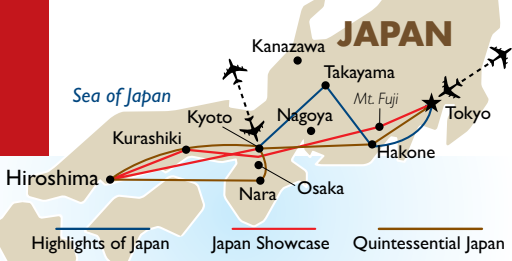 JAPAN
Kanazawa
Takayama
Sea of Japan
Mt. Fuji
Kyoto
Nagoya
Tokyo
Kurashiki
Hakone
Hiroshima
Nara
Osaka
Highlights of Japan
Japan Showcase
Quintessential Japan